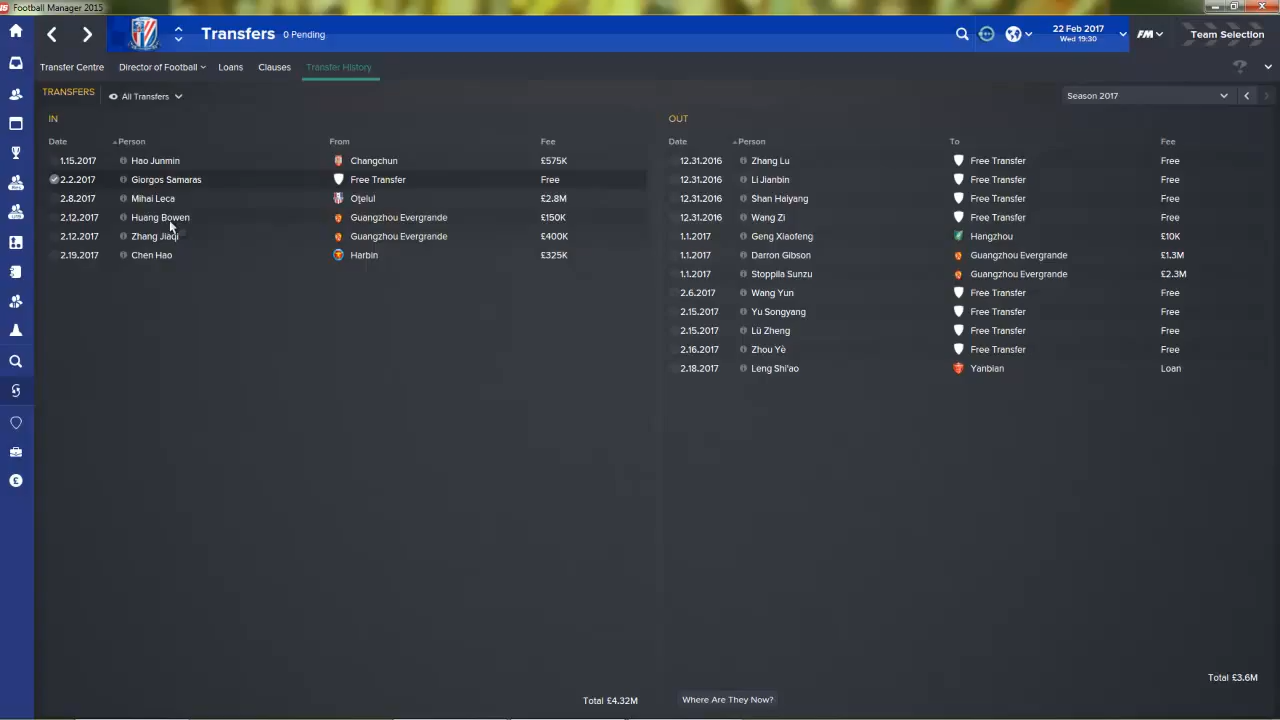 Football Manager 2015
Transfers 0 Pending
22 Feb 2017
Wed 19:30
FM
Team Selection
Transfer Centre Director of Football Loans Clauses Transfer History
TRANSFERS All Transfers Season 2017
IN
Date Person From Fee
1.15.2017 Hao Junmin Changchun £575K
2.2.2017 Giorgos Samaras Free Transfer Free
2.8.2017 Mihai Leca Oţelul £2.8M
2.12.2017 Huang Bowen Guangzhou Evergrande £150K
2.12.2017 Zhang Jiaqi Guangzhou Evergrande £400K
2.19.2017 Chen Hao Harbin £325K
Total £4.32M
OUT
Date Person To Fee
12.31.2016 Zhang Lu Free Transfer Free
12.31.2016 Li Jianbin Free Transfer Free
12.31.2016 Shan Haiyang Free Transfer Free
12.31.2016 Wang Zi Free Transfer Free
1.1.2017 Geng Xiaofeng Hangzhou £10K
1.1.2017 Darron Gibson Guangzhou Evergrande £1.3M
1.1.2017 Stoppila Sunzu Guangzhou Evergrande £2.3M
2.6.2017 Wang Yun Free Transfer Free
2.15.2017 Yu Songyang Free Transfer Free
2.15.2017 Lü Zheng Free Transfer Free
2.16.2017 Zhou Yè Free Transfer Free
2.18.2017 Leng Shi'ao Yanbian Loan
Total £3.6M
Where Are They Now?